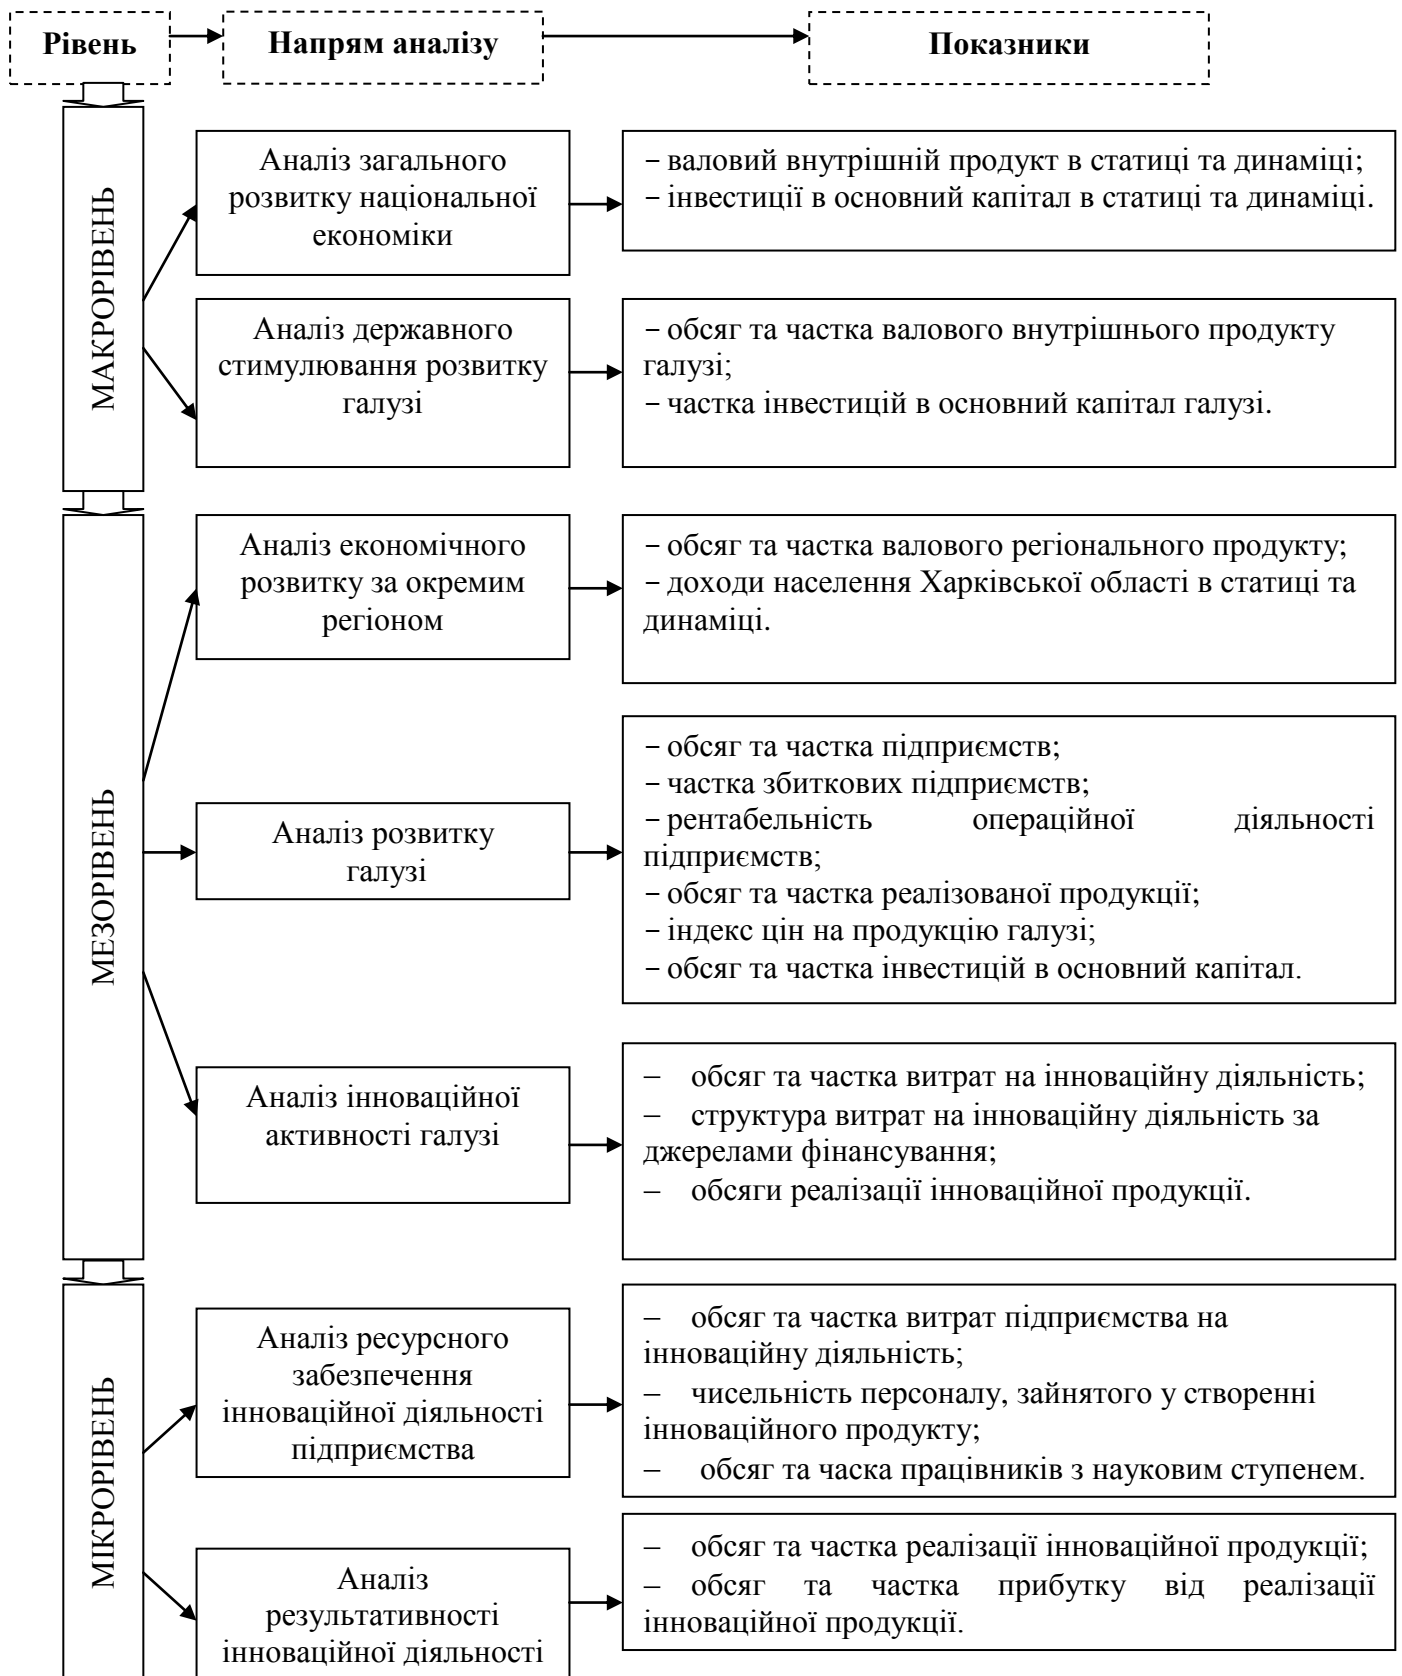 Рівень
Напрям аналізу
Показники
МАКРОРІВЕНЬ
Аналіз загального
розвитку національної
економіки
− валовий внутрішній продукт в статиці та динаміці;
− інвестиції в основний капітал в статиці та динаміці.
Аналіз державного
стимулювання розвитку
галузі
− обсяг та частка валового внутрішнього продукту
галузі;
− частка інвестицій в основний капітал галузі.
МЕЗОРІВЕНЬ
Аналіз економічного
розвитку за окремим
регіоном
− обсяг та частка валового регіонального продукту;
− доходи населення Харківської області в статиці та
динаміці.
Аналіз розвитку
галузі
− обсяг та частка підприємств;
− частка збиткових підприємств;
− рентабельність операційної діяльності
підприємств;
− обсяг та частка реалізованої продукції;
− індекс цін на продукцію галузі;
− обсяг та частка інвестицій в основний капітал.
Аналіз інноваційної
активності галузі
– обсяг та частка витрат на інноваційну діяльність;
– структура витрат на інноваційну діяльність за
джерелами фінансування;
– обсяги реалізації інноваційної продукції.
МІКРОРІВЕНЬ
Аналіз ресурсного
забезпечення
інноваційної діяльності
підприємства
– обсяг та частка витрат підприємства на
інноваційну діяльність;
– чисельність персоналу, зайнятого у створенні
інноваційного продукту;
– обсяг та часка працівників з науковим ступенем.
Аналіз
результативності
інноваційної діяльності
– обсяг та частка реалізації інноваційної продукції;
– обсяг та частка прибутку від реалізації
інноваційної продукції.